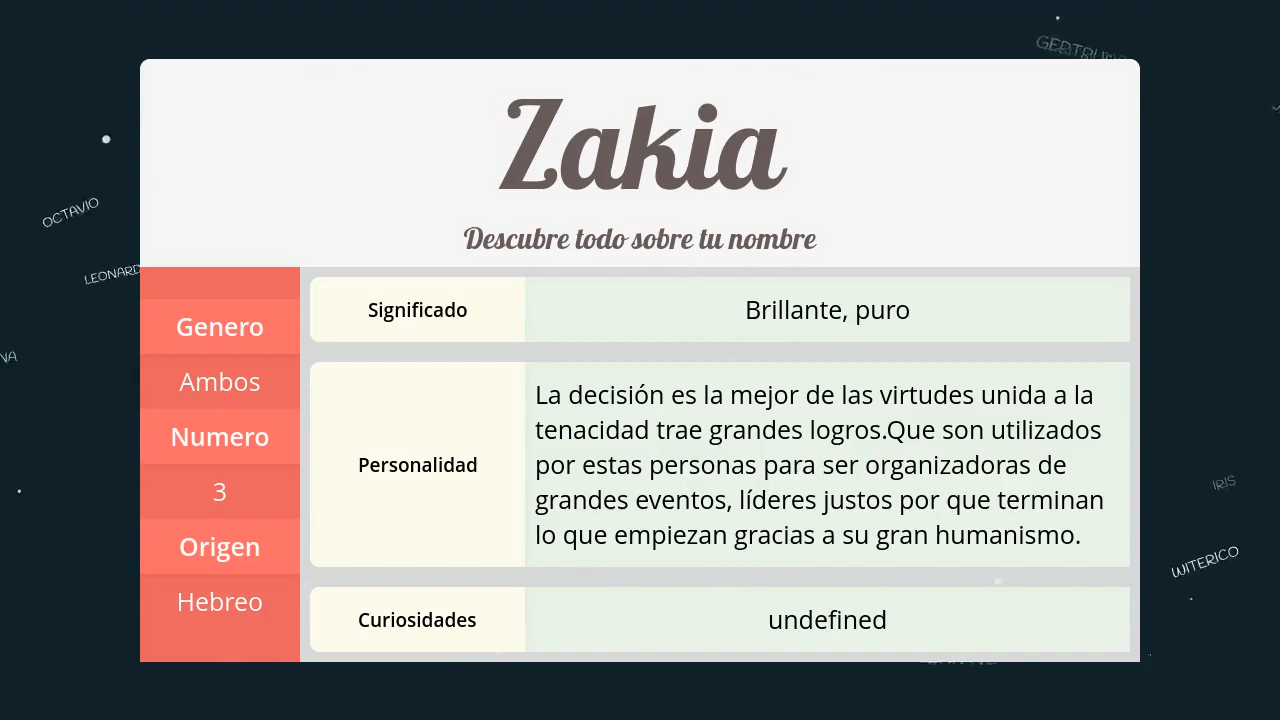 Zakia
Descubre todo sobre tu nombre
OCTAVIO
IRIS
WITERICO
Genero
Ambos
Numero
3
Origen
Hebreo
Significado
Brillante, puro
Personalidad
La decisión es la mejor de las virtudes unida a la
tenacidad trae grandes logros.Que son utilizados
por estas personas para ser organizadoras de
grandes eventos, líderes justos por que terminan
lo que empiezan gracias a su gran humanismo.
Curiosidades
undefined